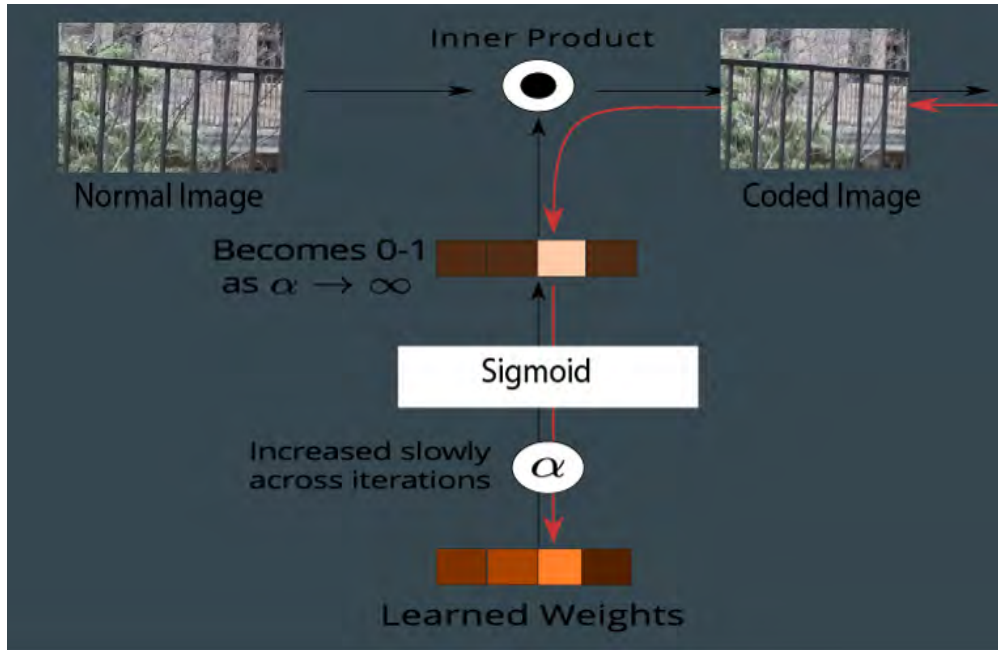 Inner Product
Normal Image
Coded Image
Becomes 0-1
as α → ∞
Sigmoid
Increased slowly
across iterations
α
Learned Weights